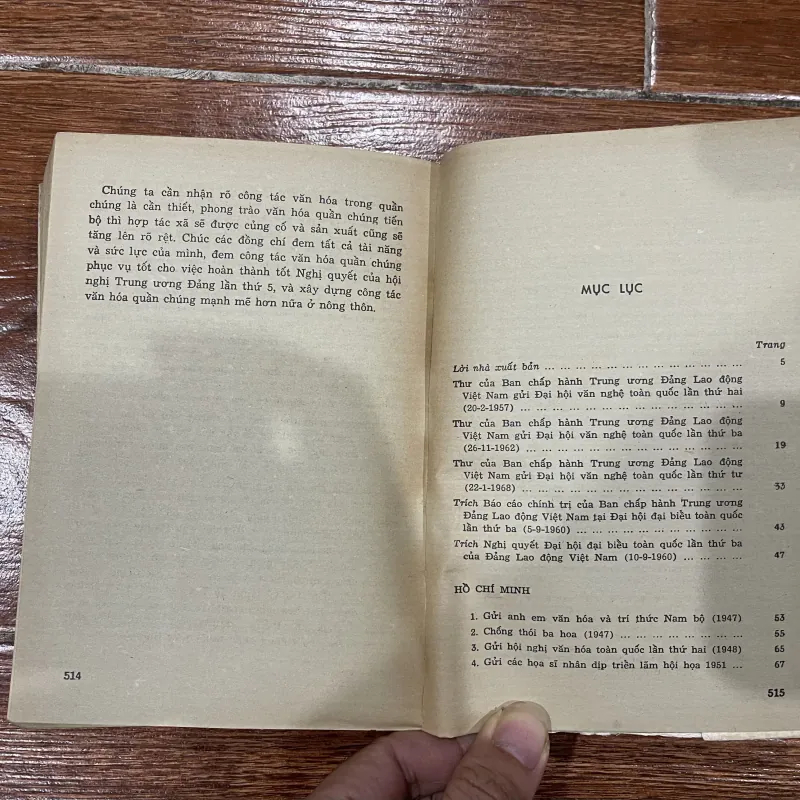 Chúng ta cần nhận rõ công tác văn hóa trong quần
chúng là cần thiết, phong trào văn hóa quần chúng tiến
bộ thì hợp tác xã sẽ được củng cố và sản xuất cũng sẽ
tăng lên rõ rệt. Chúc các đồng chí đem tất cả tài năng
và sức lực của mình, đem công tác văn hóa quần chúng
phục vụ tốt cho việc hoàn thành tốt Nghị quyết của hội
nghị Trung ương Đảng lần thứ 5, và xây dựng công tác
văn hóa quần chúng mạnh mẽ hơn nữa ở nông thôn.
514
MỤC LỤC
Trang
Lời nhà xuất bản ... ... ... ... ... ... ... ... ... ... 5
Thư của Ban chấp hành Trung ương Đảng Lao động
Việt Nam gửi Đại hội văn nghệ toàn quốc lần thứ hai
(20-2-1957) ... ... ... ... ... ... ... ... ... ... ... 9
Thư của Ban chấp hành Trung ương Đảng Lao động
Việt Nam gửi Đại hội văn nghệ toàn quốc lần thứ ba
(26-11-1962) ... ... ... ... ... ... ... ... ... ... 19
Thư của Ban chấp hành Trung ương Đảng Lao động
Việt Nam gửi Đại hội văn nghệ toàn quốc lần thứ tư
(22-1-1968) ... ... ... ... ... ... ... ... ... ... ... 33
Trích Báo cáo chính trị của Ban chấp hành Trung ương
Đảng Lao động Việt Nam tại Đại hội đại biểu toàn quốc
lần thứ ba (5-9-1960) ... ... ... ... ... ... ... ... 43
Trích Nghị quyết Đại hội đại biểu toàn quốc lần thứ ba
của Đảng Lao động Việt Nam (10-9-1960) ... ... ... 47
HỒ CHÍ MINH
1. Gửi anh em văn hóa và trí thức Nam bộ (1947) 53
2. Chống thói ba hoa (1947) ... ... ... ... ... ... 55
3. Gửi hội nghị văn hóa toàn quốc lần thứ hai (1948) 65
4. Gửi các họa sĩ nhân dịp triển lãm hội họa 1951 ... 67
515